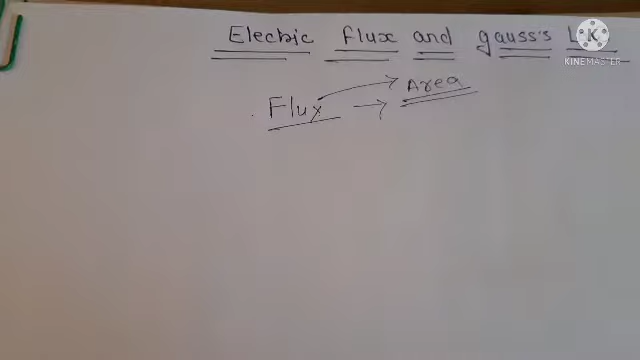 Electric Flux and gauss's L
KINEMASTER
Area
Flux →